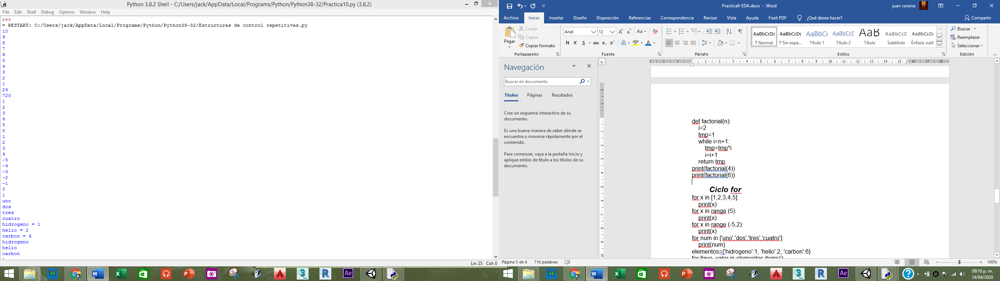 Python 3.8.2 Shell - C:/Users/jack/AppData/Local/Programs/Python/Python38-32/Practica10.py (3.8.2)
File Edit Shell Debug Options Window Help
>>>
= RESTART: C:/Users/jack/AppData/Local/Programs/Python/Python38-32/Estructuras de control repetitivas.py
10
9
8
7
6
5
4
3
2
1
24
720
1
2
3
4
5
0
1
2
3
4
-5
-4
-3
-2
-1
0
1
uno
dos
tres
cuatro
hidrogeno = 1
helio = 2
carbon = 6
hidrogeno
helio
carbon
Ln: 25 Col: 0
Practica9-EDA.docx - Word
juan corona
Archivo Inicio Insertar Diseño Disposición Referencias Correspondencia Revisar Vista Ayuda Foxit PDF ¿Qué desea hacer? Compartir
Pegar
Cortar
Copiar
Copiar formato
Portapapeles
Arial 12
N K S abc x₂ x²
Fuente
Párrafo
AaBbCcDc AaBbCcDc AaBbCc AaBbCcC AaB AaBbCcD AaBbCcDc
¶ Normal ¶ Sin espa... Título 1 Título 2 Título Subtítulo Énfasis sutil
Estilos
Buscar
Reemplazar
Seleccionar
Edición
Navegación
Buscar en documento
Títulos Páginas Resultados
Cree un esquema interactivo de su
documento.
Es una buena manera de saber dónde se
encuentra o moverse rápidamente por el
contenido.
Para comenzar, vaya a la pestaña Inicio y
aplique estilos de título a los títulos de su
documento.
def factorial(n):
i=2
tmp=1
while i<n+1:
tmp=tmp*i
i=i+1
return tmp
print(factorial(4))
print(factorial(6))
Ciclo for
for x in [1,2,3,4,5]:
print(x)
for x in range (5):
print(x)
for x in range (-5,2):
print(x)
for num in ['uno','dos','tres','cuatro']:
print(num)
elementos={'hidrogeno':1, 'helio':2, 'carbon':6}
for llave, valor in elementos.items():
Página 5 de 6 716 palabras
100%
09:10 p. m.
14/04/2020